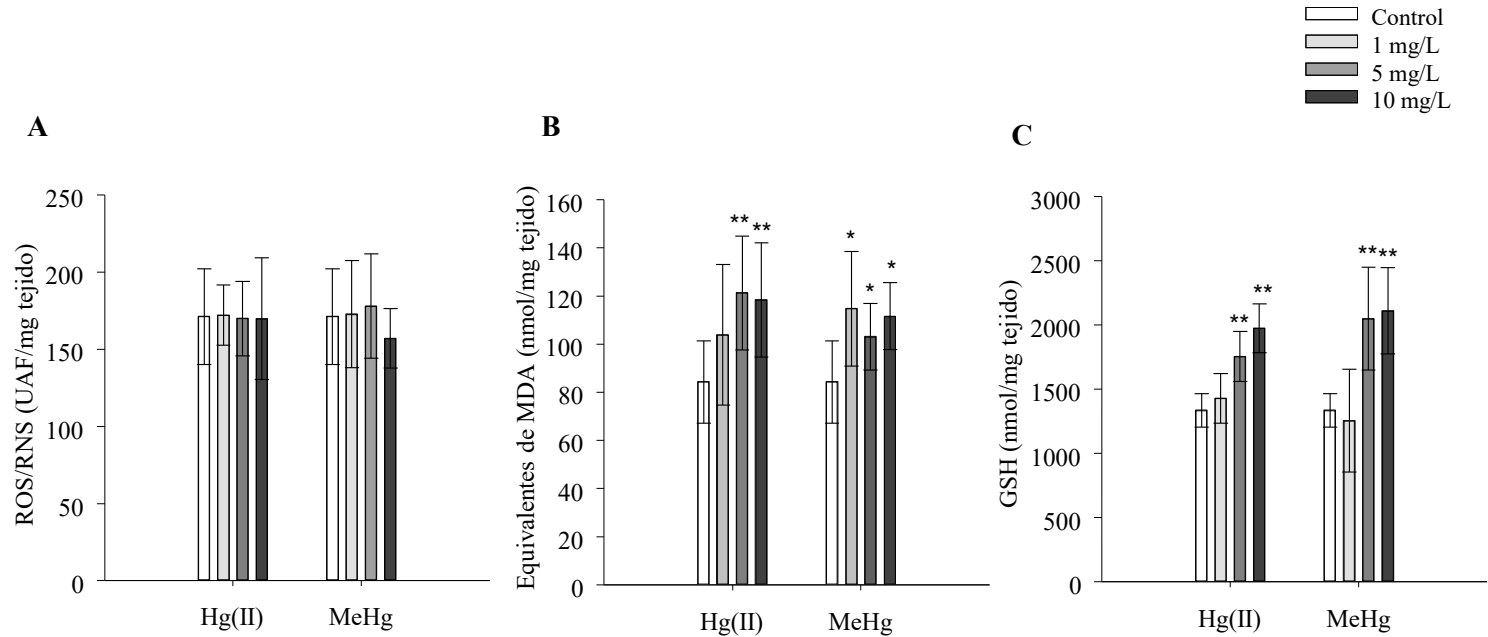 Control
1 mg/L
5 mg/L
10 mg/L
A
ROS/RNS (UAF/mg tejido)
250
200
150
100
50
0
Hg(II)
MeHg
B
Equivalentes de MDA (nmol/mg tejido)
160
140
120
100
80
60
40
20
0
**
**
*
*
*
Hg(II)
MeHg
C
GSH (nmol/mg tejido)
3000
2500
2000
1500
1000
500
0
**
**
**
**
Hg(II)
MeHg